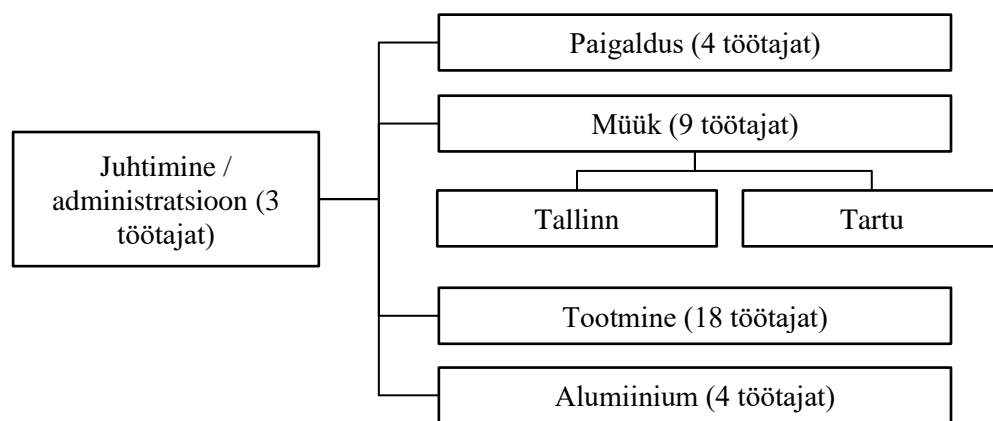 Paigaldus (4 töötajat)
Müük (9 töötajat)
Juhtimine /
administratsioon (3
töötajat)
Tallinn
Tartu
Tootmine (18 töötajat)
Alumiinium (4 töötajat)